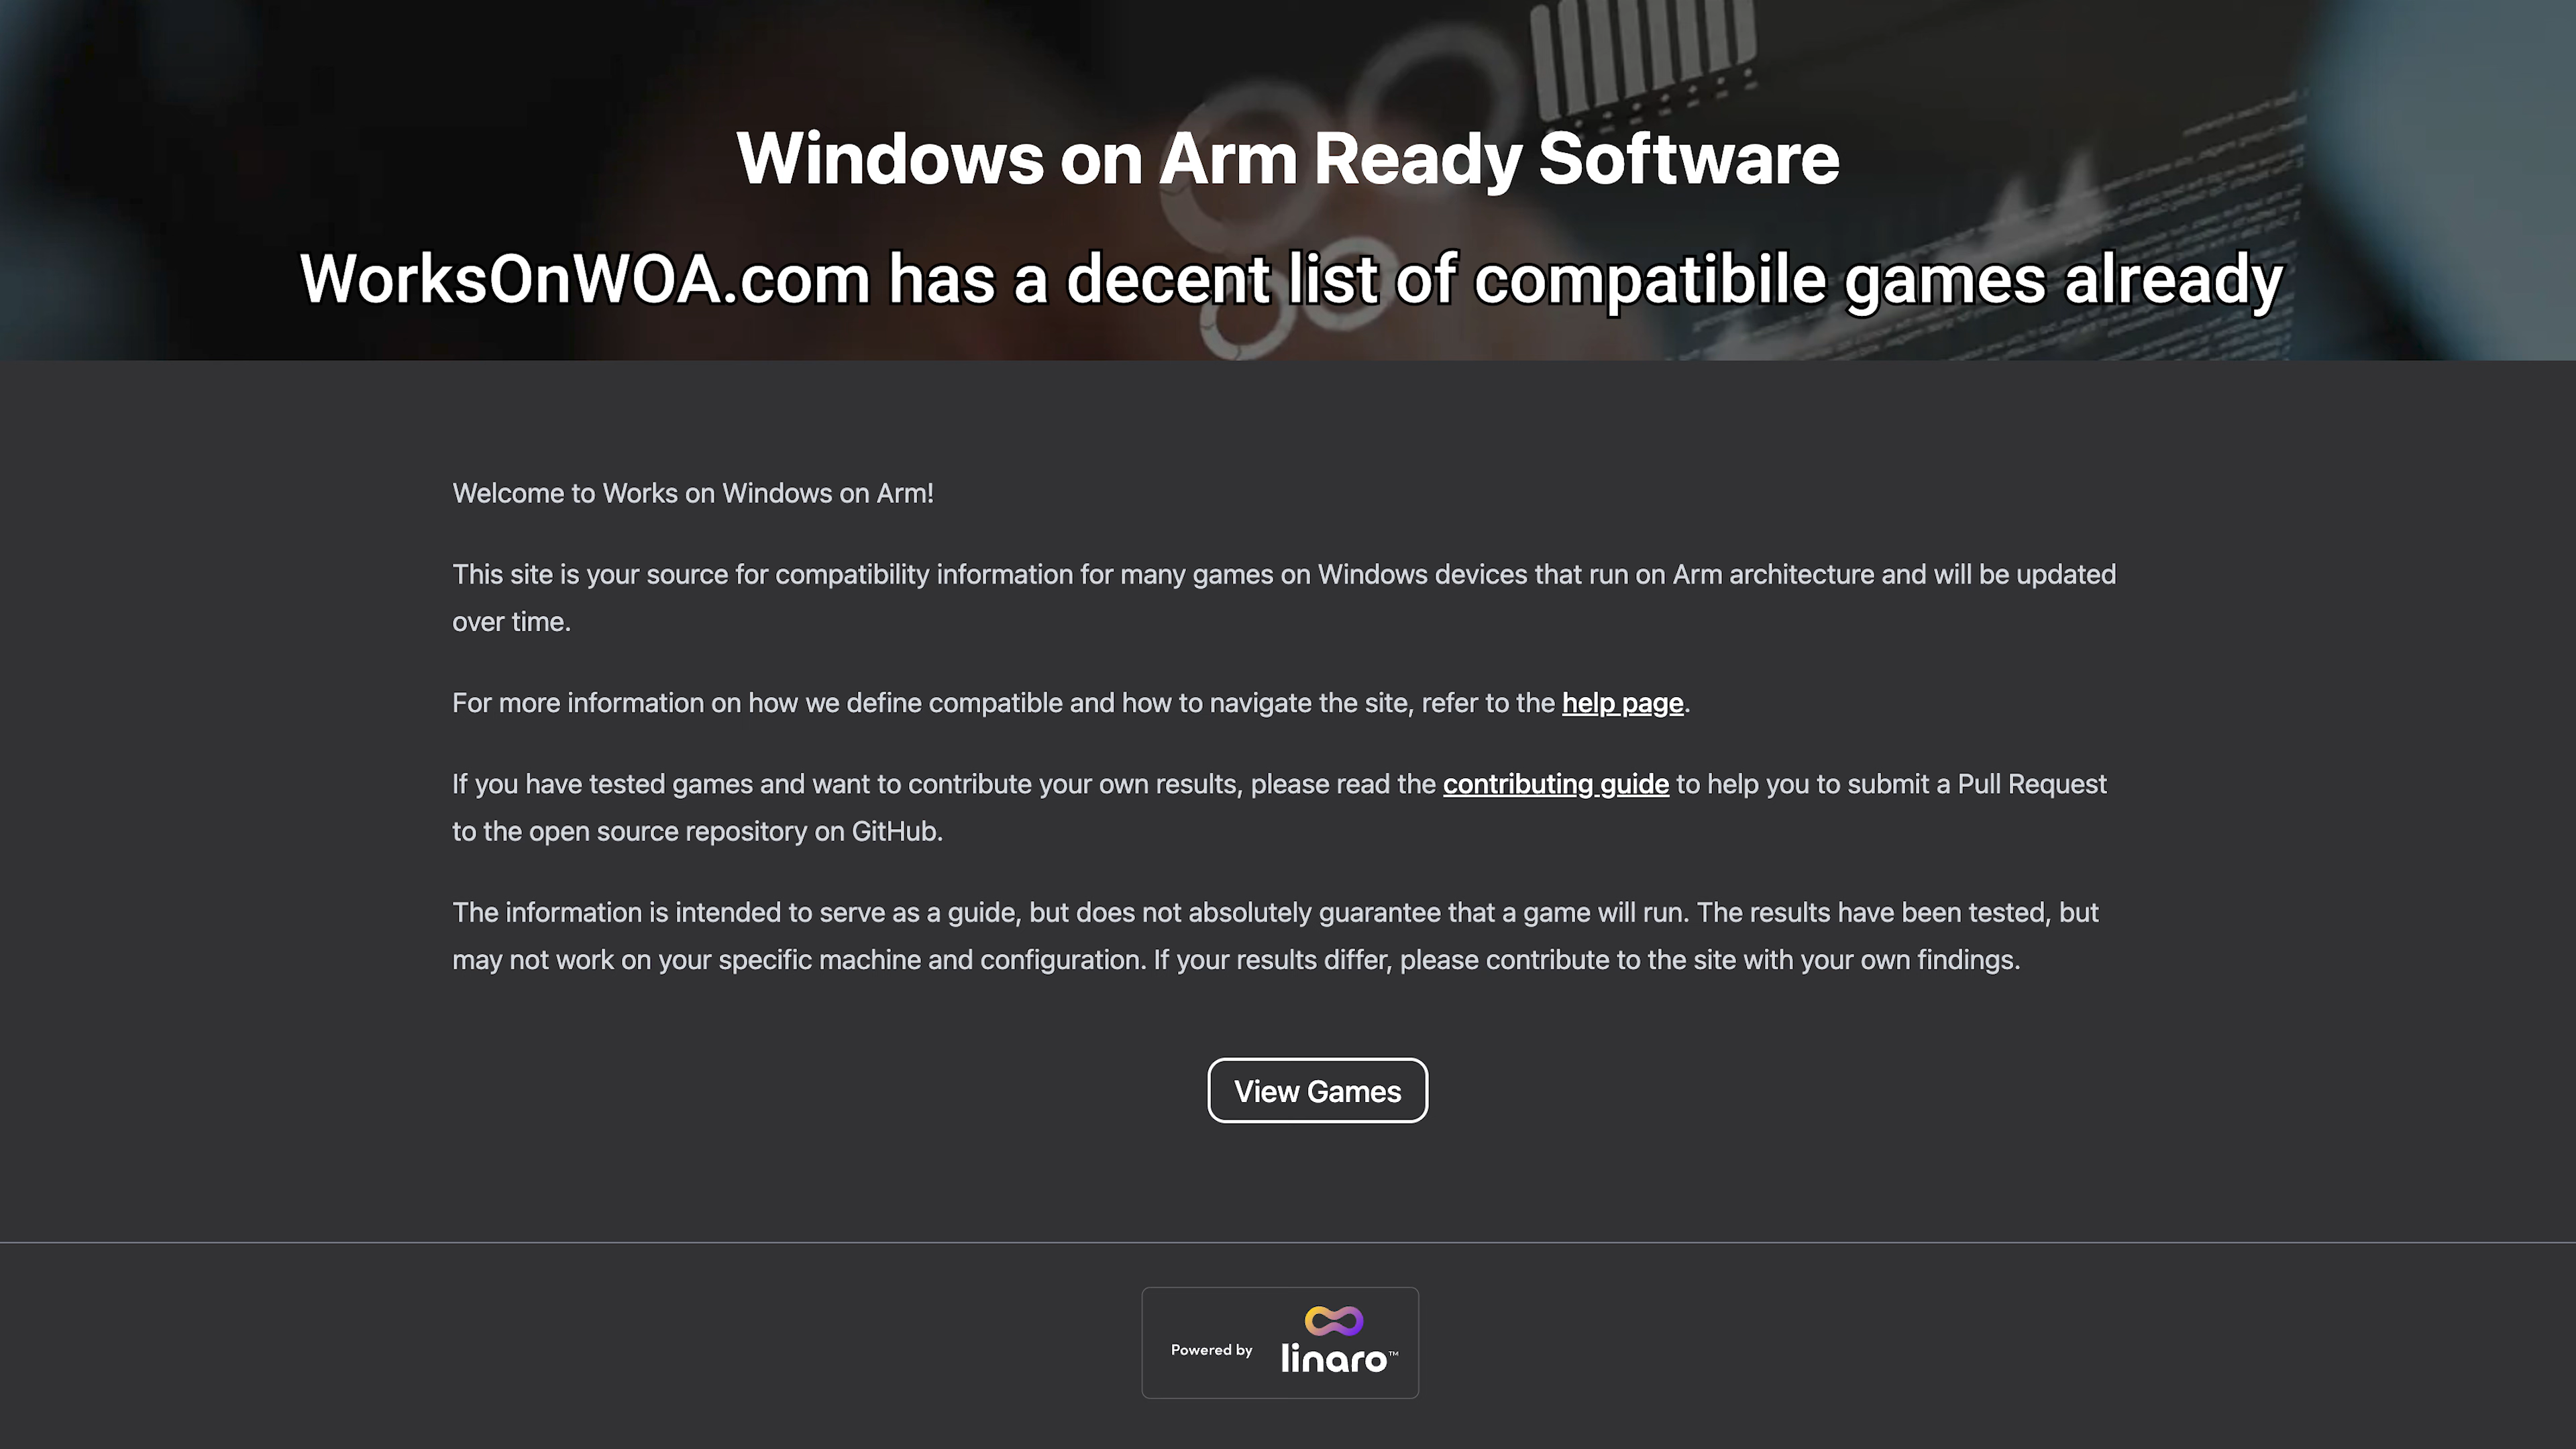 Windows on Arm Ready Software
WorksOnWOA.com has a decent list of compatibile games already
Welcome to Works on Windows on Arm!
This site is your source for compatibility information for many games on Windows devices that run on Arm architecture and will be updated
over time.
For more information on how we define compatible and how to navigate the site, refer to the help page.
If you have tested games and want to contribute your own results, please read the contributing guide to help you to submit a Pull Request
to the open source repository on GitHub.
The information is intended to serve as a guide, but does not absolutely guarantee that a game will run. The results have been tested, but
may not work on your specific machine and configuration. If your results differ, please contribute to the site with your own findings.
View Games
Powered by linaro™